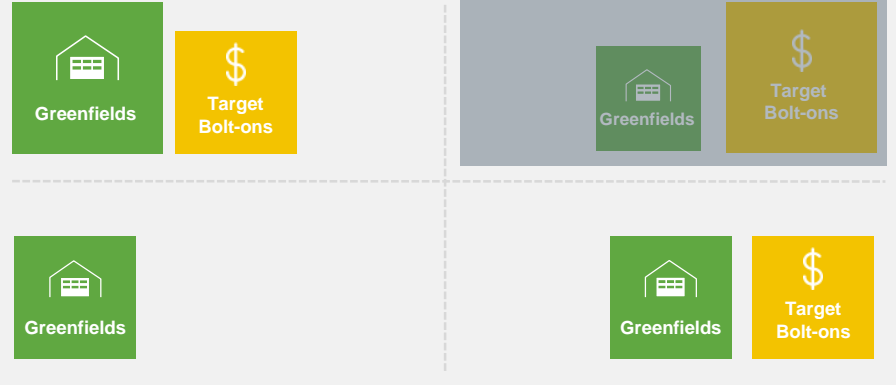 Greenfields
$
Target
Bolt-ons
Greenfields
$
Target
Bolt-ons
Greenfields
Greenfields
$
Target
Bolt-ons